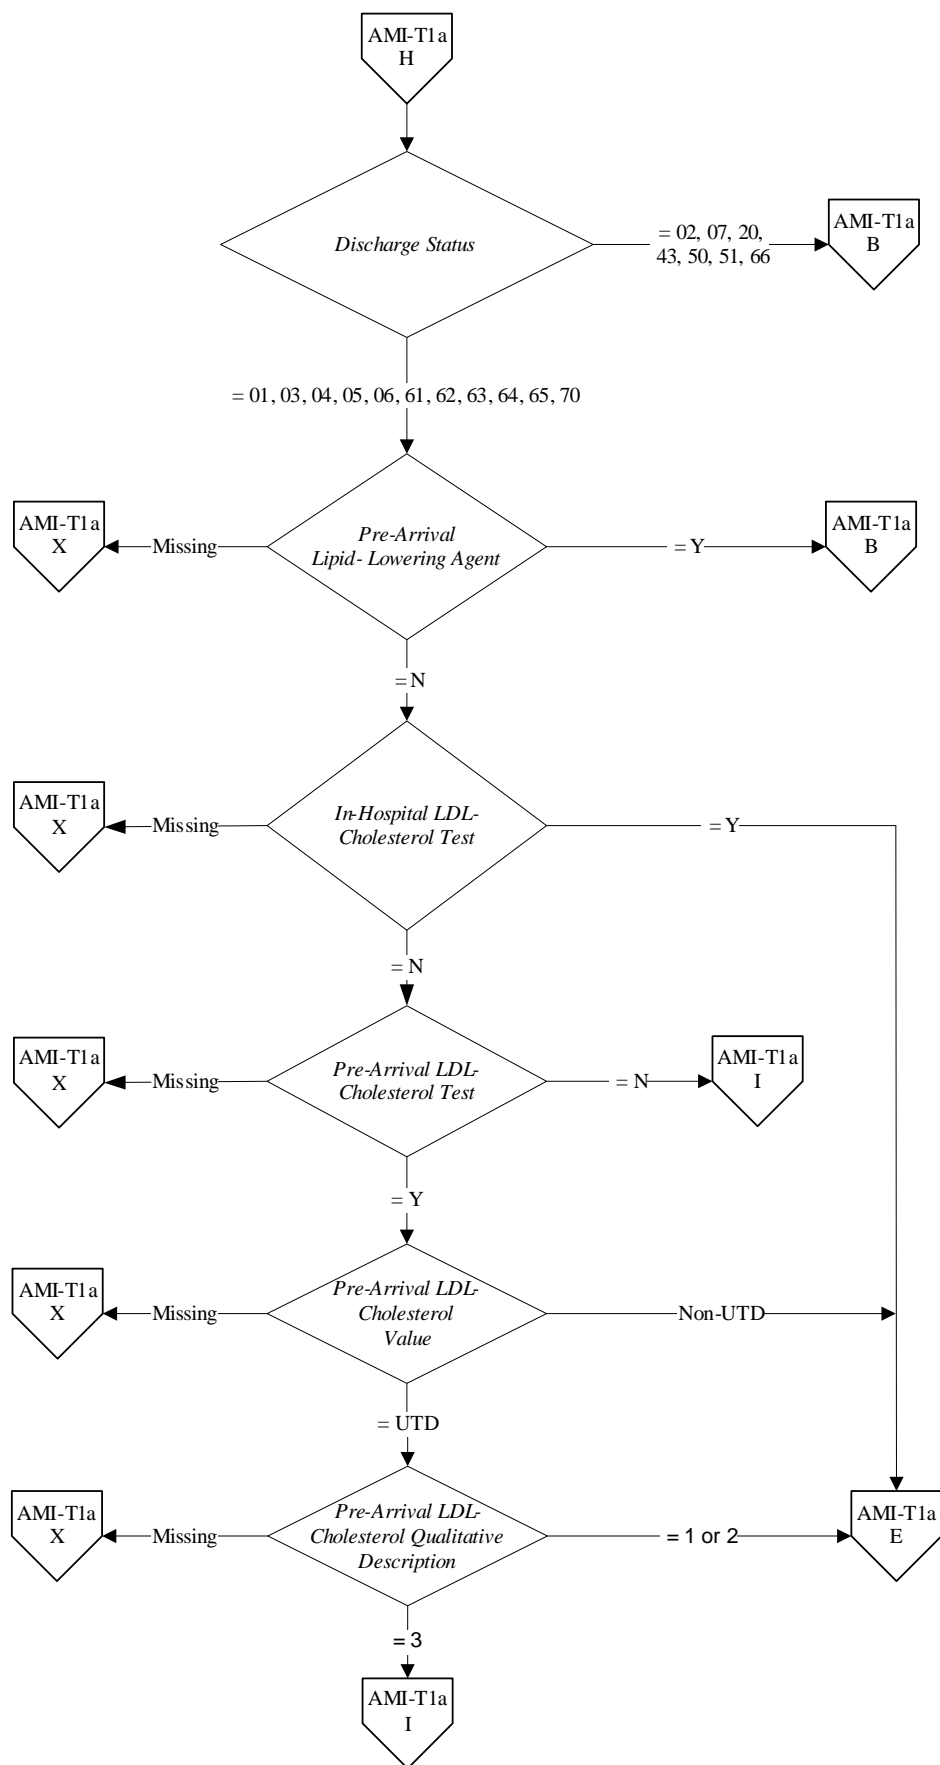 AMI-T1a
H
Discharge Status
= 02, 07, 20,
43, 50, 51, 66
AMI-T1a
B
= 01, 03, 04, 05, 06, 61, 62, 63, 64, 65, 70
AMI-T1a
X
Missing
Pre-Arrival
Lipid- Lowering Agent
= Y
AMI-T1a
B
= N
AMI-T1a
X
Missing
In-Hospital LDL-
Cholesterol Test
= Y
= N
AMI-T1a
X
Missing
Pre-Arrival LDL-
Cholesterol Test
= N
AMI-T1a
I
= Y
AMI-T1a
X
Missing
Pre-Arrival LDL-
Cholesterol
Value
Non-UTD
= UTD
AMI-T1a
X
Missing
Pre-Arrival LDL-
Cholesterol Qualitative
Description
= 1 or 2
AMI-T1a
E
= 3
AMI-T1a
I